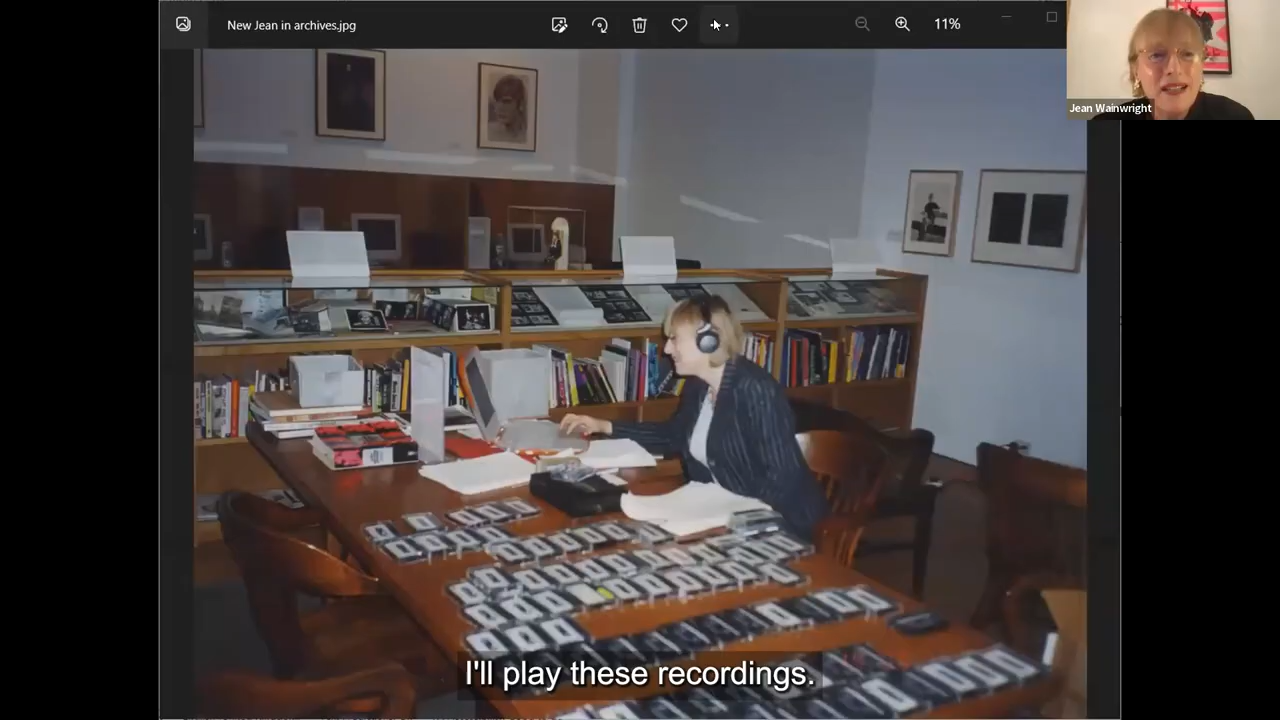 New Jean in archives.jpg
11%
Jean Wainwright
I'll play these recordings.